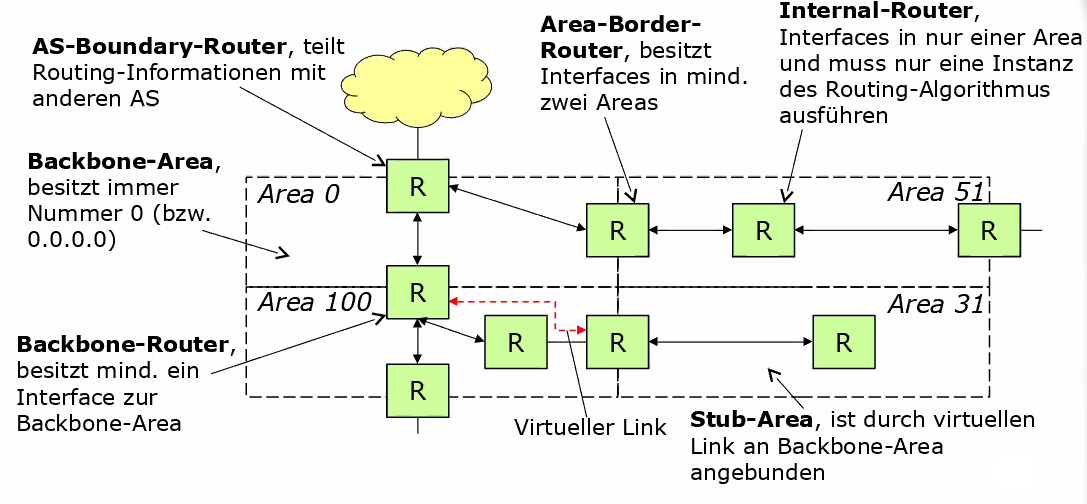 AS-Boundary-Router, teilt
Routing-Informationen mit
anderen AS
Area-Border-
Router, besitzt
Interfaces in mind.
zwei Areas
Internal-Router,
Interfaces in nur einer Area
und muss nur eine Instanz
des Routing-Algorithmus
ausführen
Backbone-Area,
besitzt immer
Nummer 0 (bzw.
0.0.0.0)
Area 0
R
Area 51
R
R
R
Area 100
R
Area 31
R
R
R
R
Backbone-Router,
besitzt mind. ein
Interface zur
Backbone-Area
Virtueller Link
Stub-Area, ist durch virtuellen
Link an Backbone-Area
angebunden